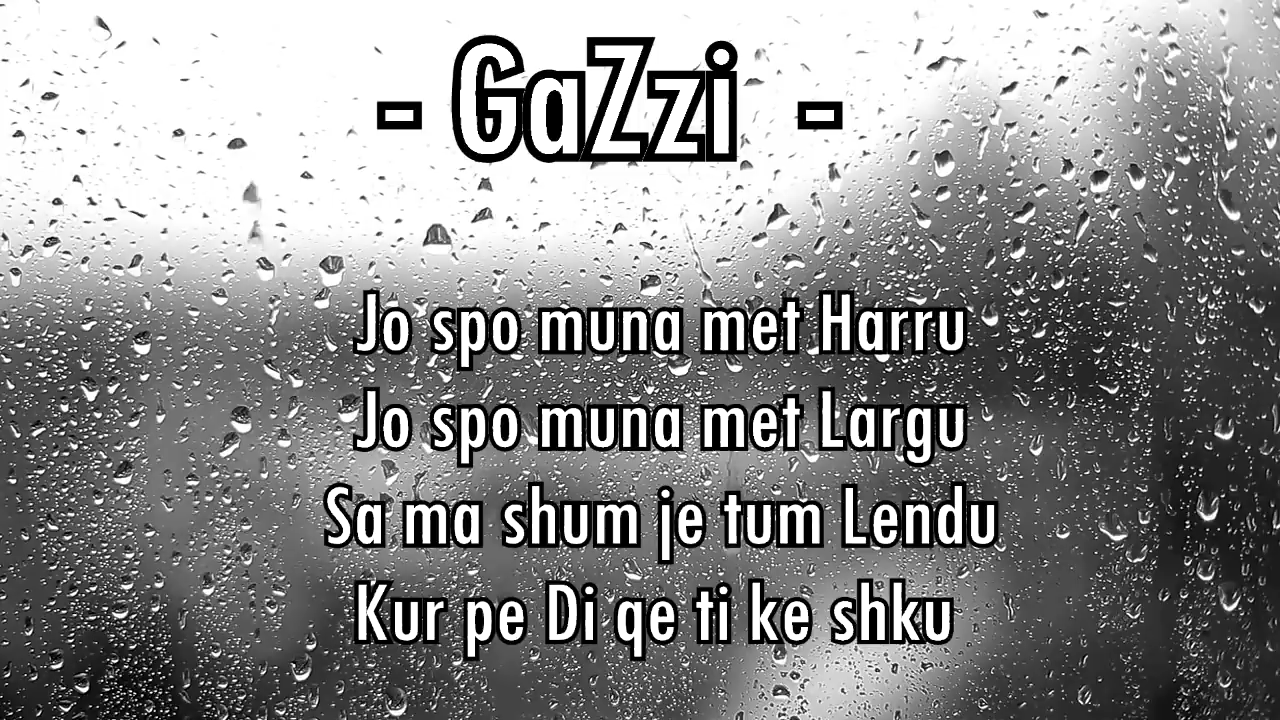 - GaZzi -
Jo spo muna met Harru
Jo spo muna met Largu
Sa ma shum je tum Lendu
Kur pe Di qe ti ke shku